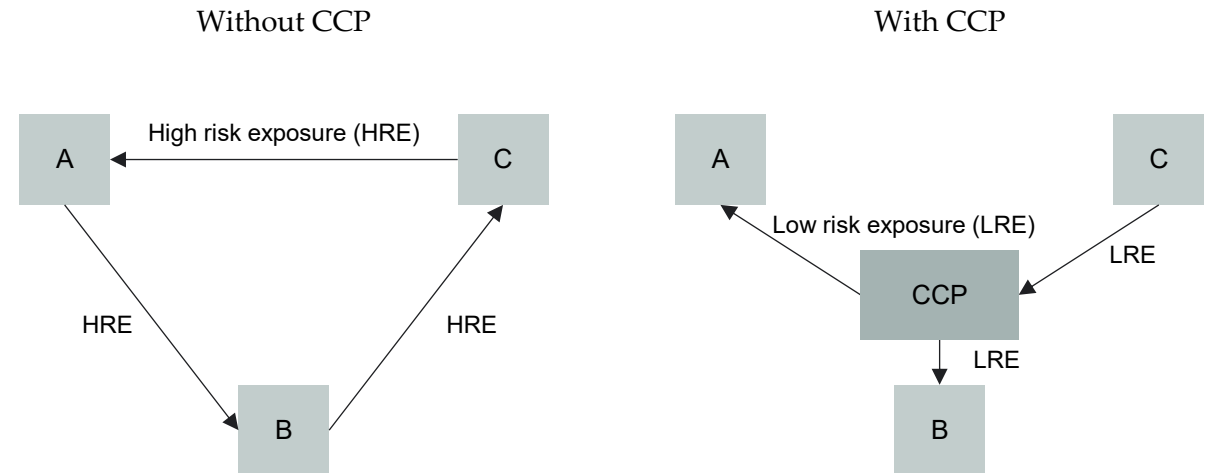 Without CCP
With CCP
A
High risk exposure (HRE)
C
HRE
HRE
B
A
C
Low risk exposure (LRE)
LRE
CCP
LRE
B